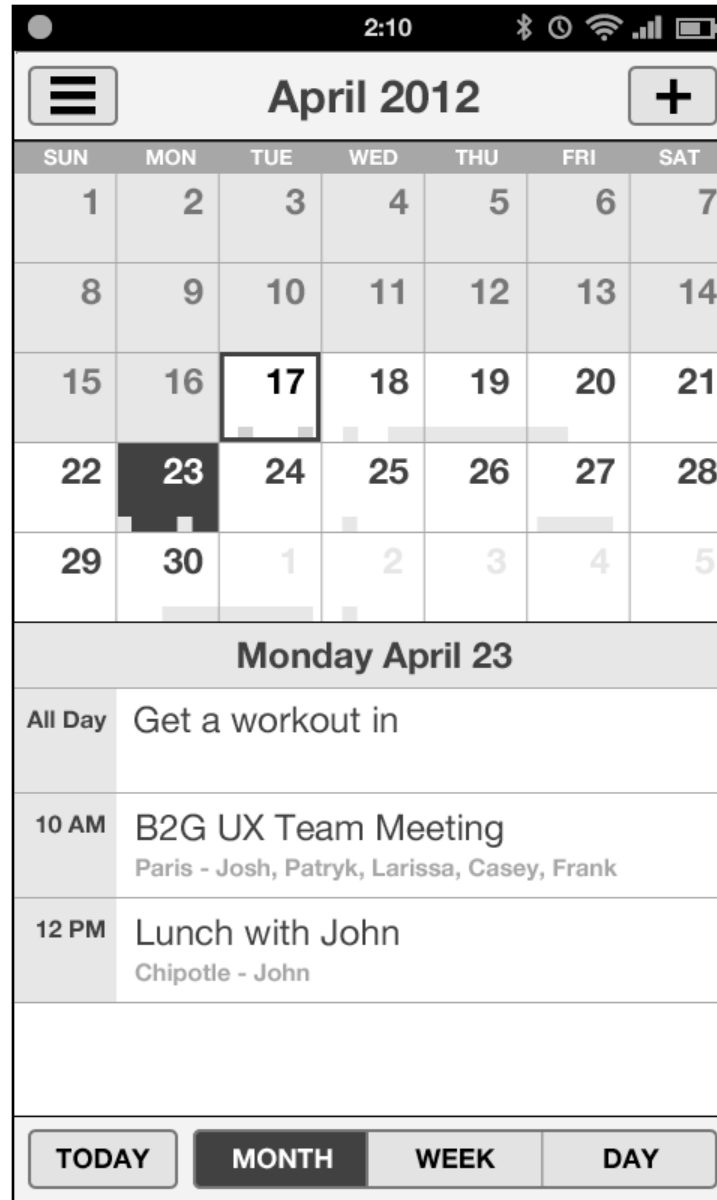 2:10
April 2012
SUN MON TUE WED THU FRI SAT
1 2 3 4 5 6 7
8 9 10 11 12 13 14
15 16 17 18 19 20 21
22 23 24 25 26 27 28
29 30 1 2 3 4 5
Monday April 23
All Day Get a workout in
10 AM B2G UX Team Meeting
Paris - Josh, Patryk, Larissa, Casey, Frank
12 PM Lunch with John
Chipotle - John
TODAY MONTH WEEK DAY